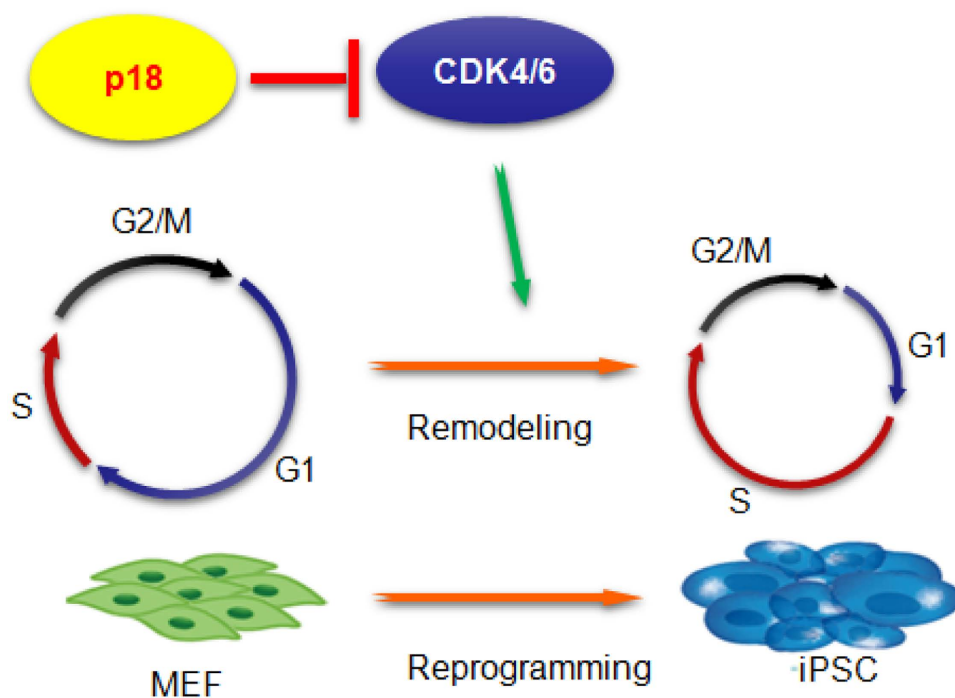 p18
CDK4/6
G2/M
G2/M
S
G1
G1
S
Remodeling
MEF
Reprogramming
iPSC